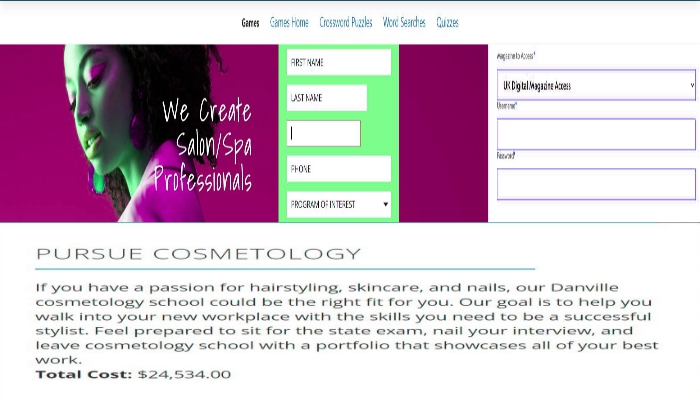 Games Games Home Crossword Puzzles Word Searches Quizzes
We Create
Salon/Spa
Professionals
FIRST NAME
LAST NAME
PHONE
PROGRAM OF INTEREST
Magazine to Access*
UK Digital Magazine Access
Username*
Password*
PURSUE COSMETOLOGY
If you have a passion for hairstyling, skincare, and nails, our Danville
cosmetology school could be the right fit for you. Our goal is to help you
walk into your new workplace with the skills you need to be a successful
stylist. Feel prepared to sit for the state exam, nail your interview, and
leave cosmetology school with a portfolio that showcases all of your best
work.
Total Cost: $24,534.00